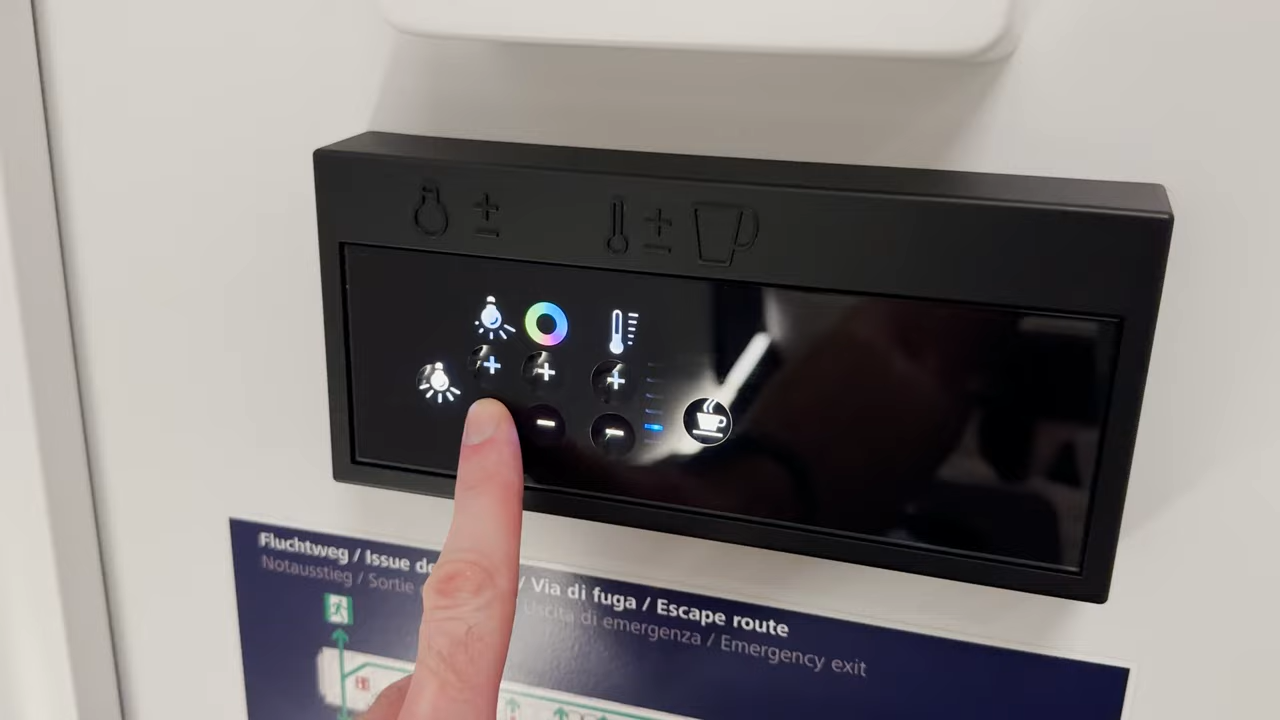 + +  +
- -
Fluchtweg / Issue de / Via di fuga / Escape route
Notausstieg / Sortie / Uscita di emergenza / Emergency exit